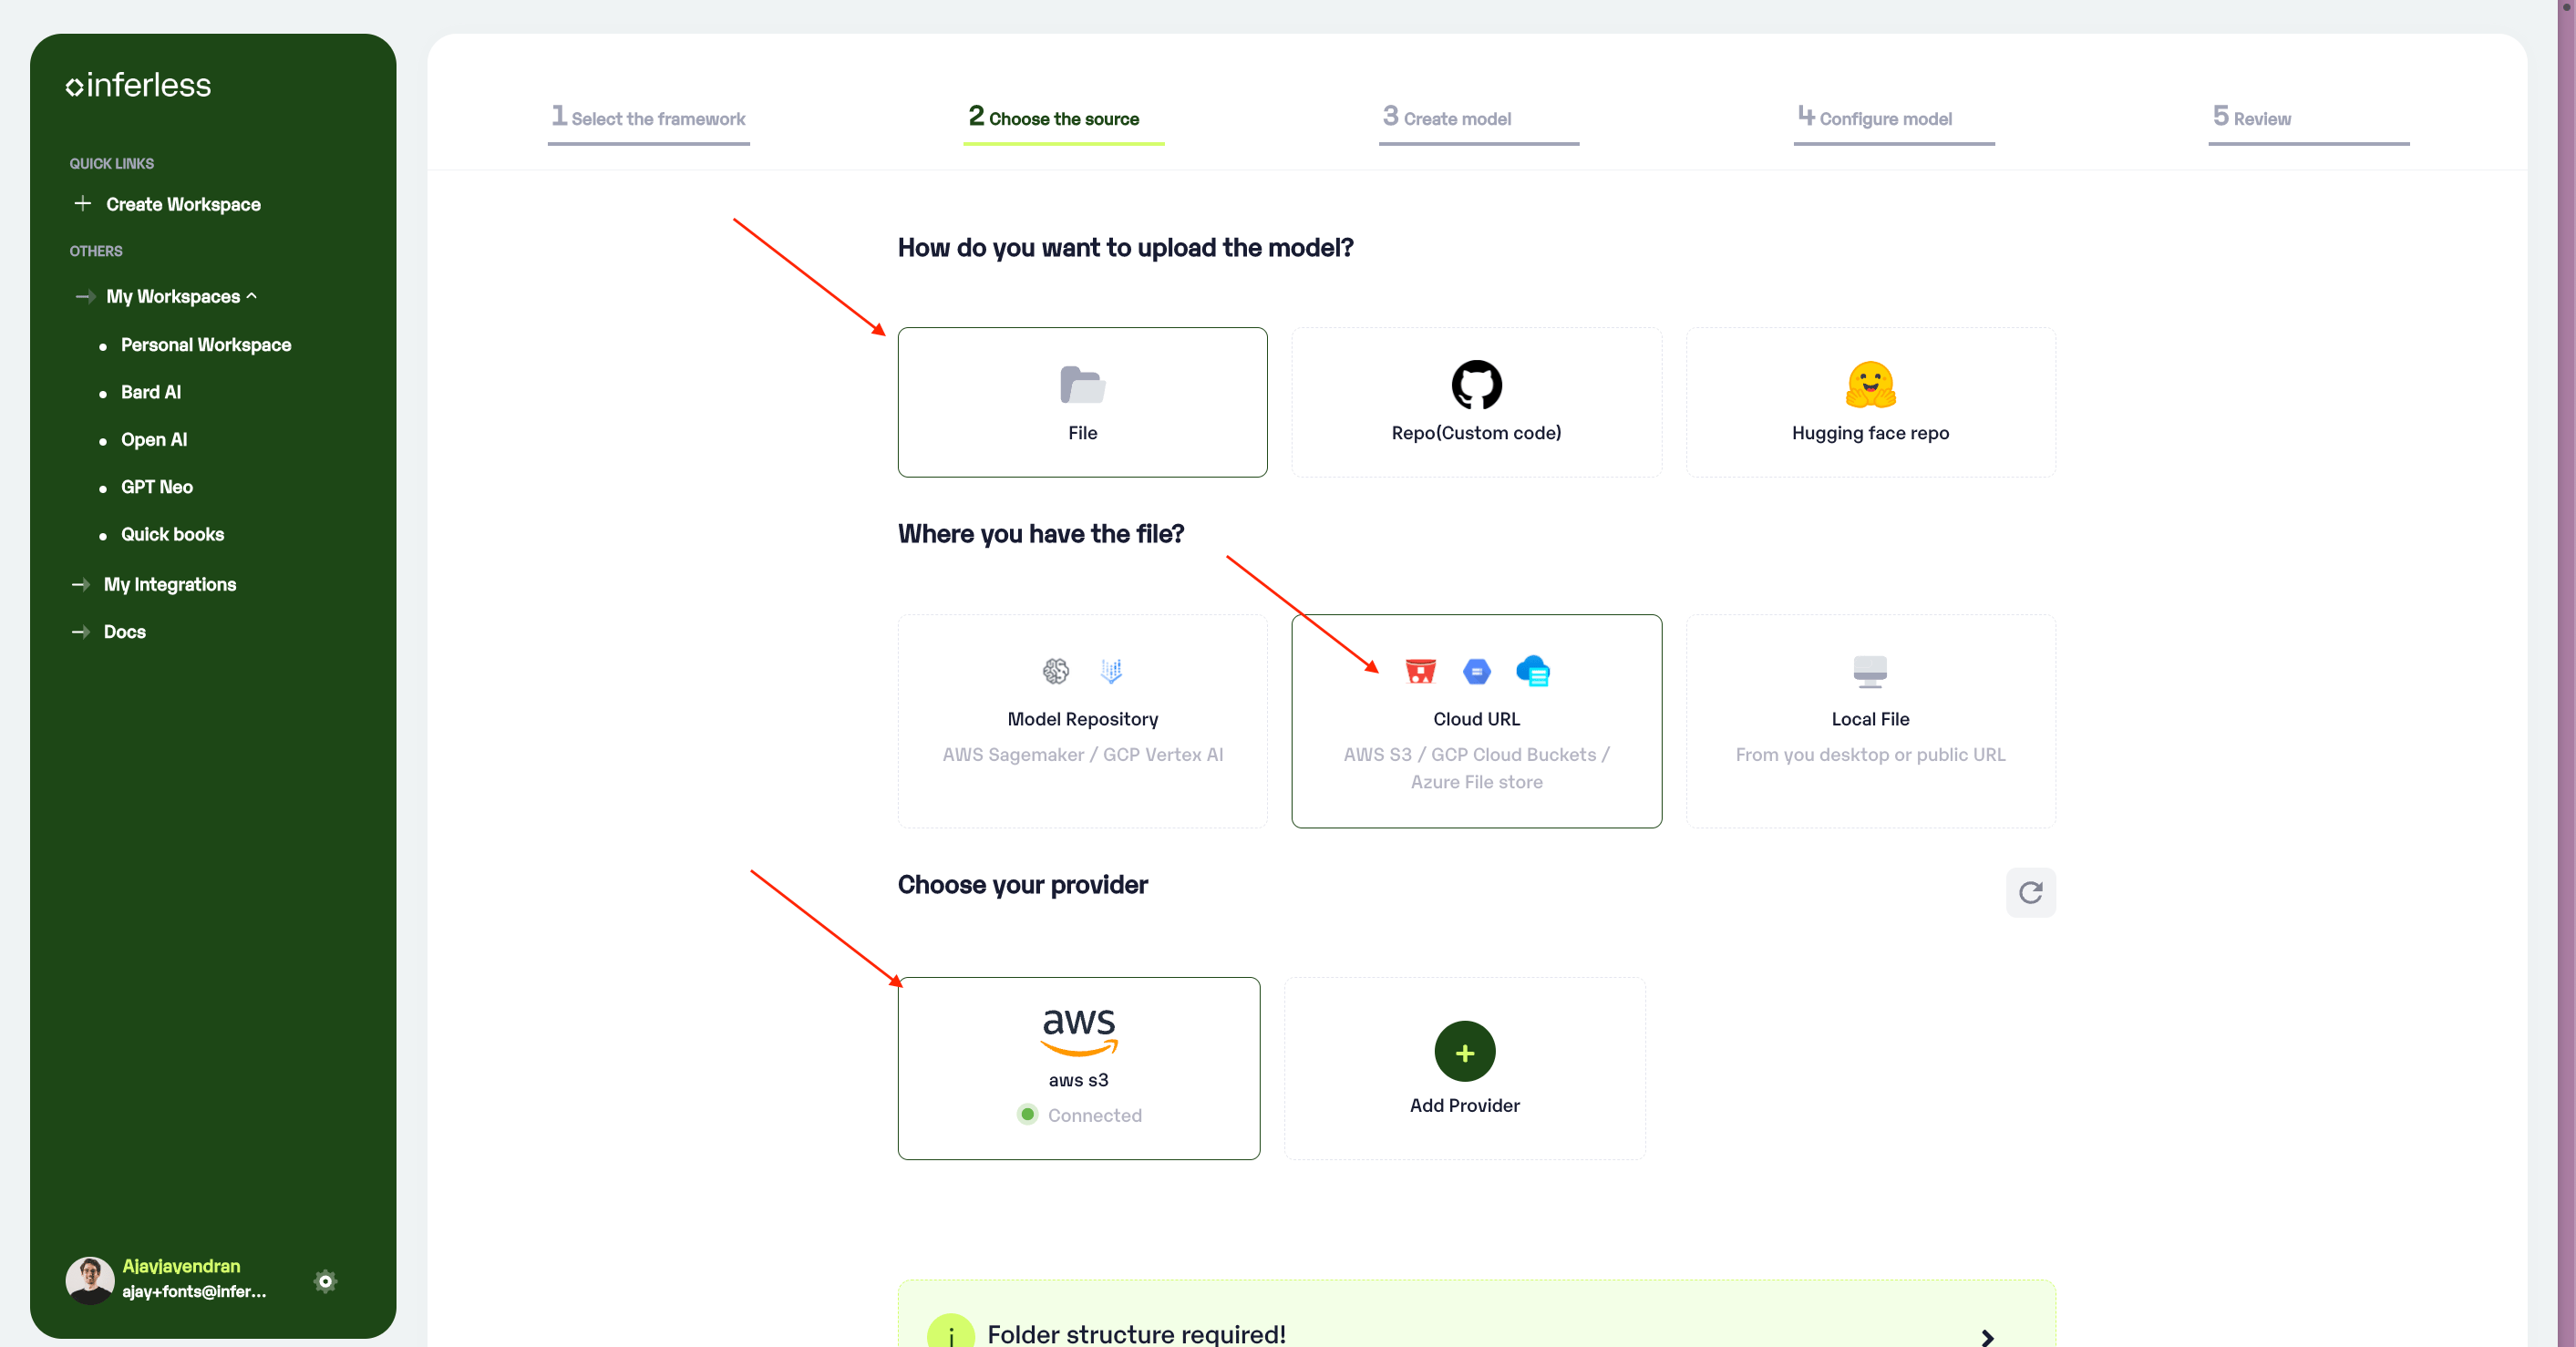 inferless
QUICK LINKS
Create Workspace
OTHERS
My Workspaces
Personal Workspace
Bard AI
Open AI
GPT Neo
Quick books
My Integrations
Docs
Ajayjavendran
ajay+fonts@infer...
1 Select the framework
2 Choose the source
3 Create model
4 Configure model
5 Review
How do you want to upload the model?
File
Repo(Custom code)
Hugging face repo
Where you have the file?
Model Repository
AWS Sagemaker / GCP Vertex AI
Cloud URL
AWS S3 / GCP Cloud Buckets /
Azure File store
Local File
From you desktop or public URL
Choose your provider
aws
aws s3
Connected
Add Provider
Folder structure required!